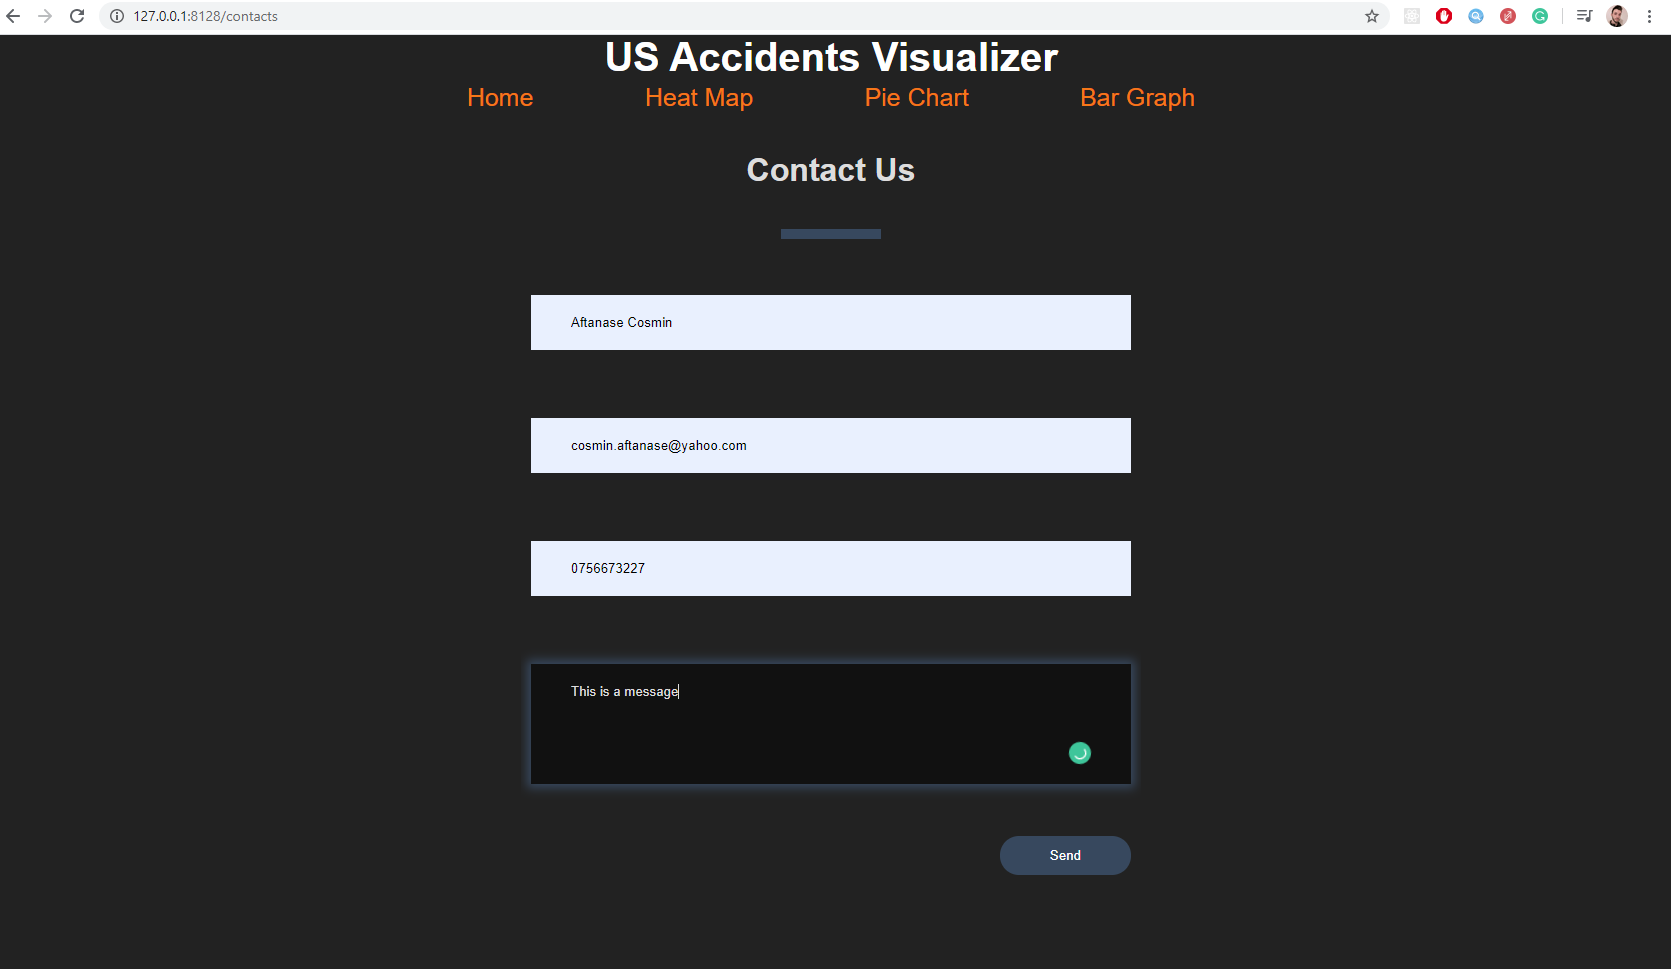 127.0.0.1:8128/contacts
US Accidents Visualizer
Home Heat Map Pie Chart Bar Graph
Contact Us
Aftanase Cosmin
cosmin.aftanase@yahoo.com
0756673227
This is a message
Send